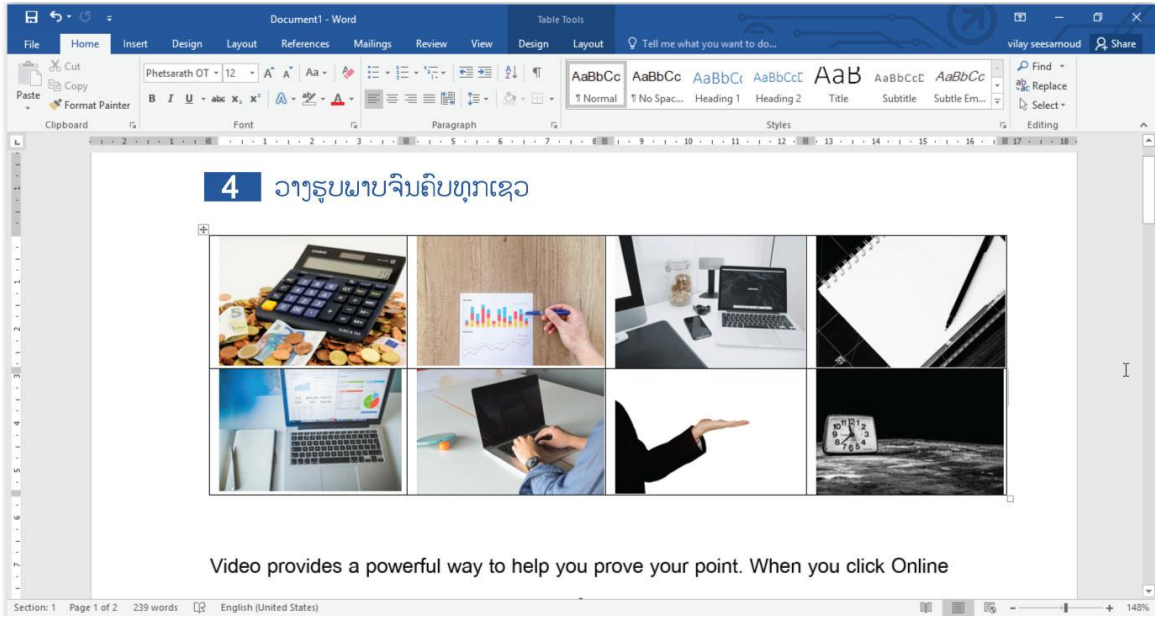 Document1 - Word
Table Tools
File Home Insert Design Layout References Mailings Review View Design Layout Tell me what you want to do... vilay seesamoud Share
Paste
Cut
Copy
Format Painter
Clipboard
Phetsarath OT 12
Font
Paragraph
AaBbCc AaBbCc AaBbCc AaBbCcC AaB AaBbCcC AaBbCc
¶ Normal ¶ No Spac... Heading 1 Heading 2 Title Subtitle Subtle Em...
Styles
Find
Replace
Select
Editing
4 ວາງຮູບພາບຈົນຄົບທຸກເຊວ
Video provides a powerful way to help you prove your point. When you click Online
Section: 1 Page 1 of 2 239 words English (United States) 148%